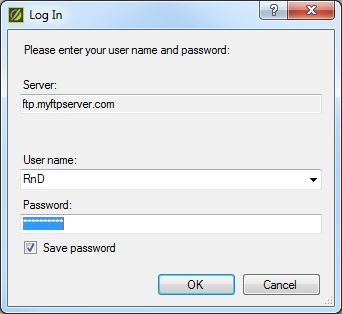 Log In
Please enter your user name and password:
Server:
ftp.myftpserver.com
User name:
RnD
Password:
**********
Save password
OK
Cancel